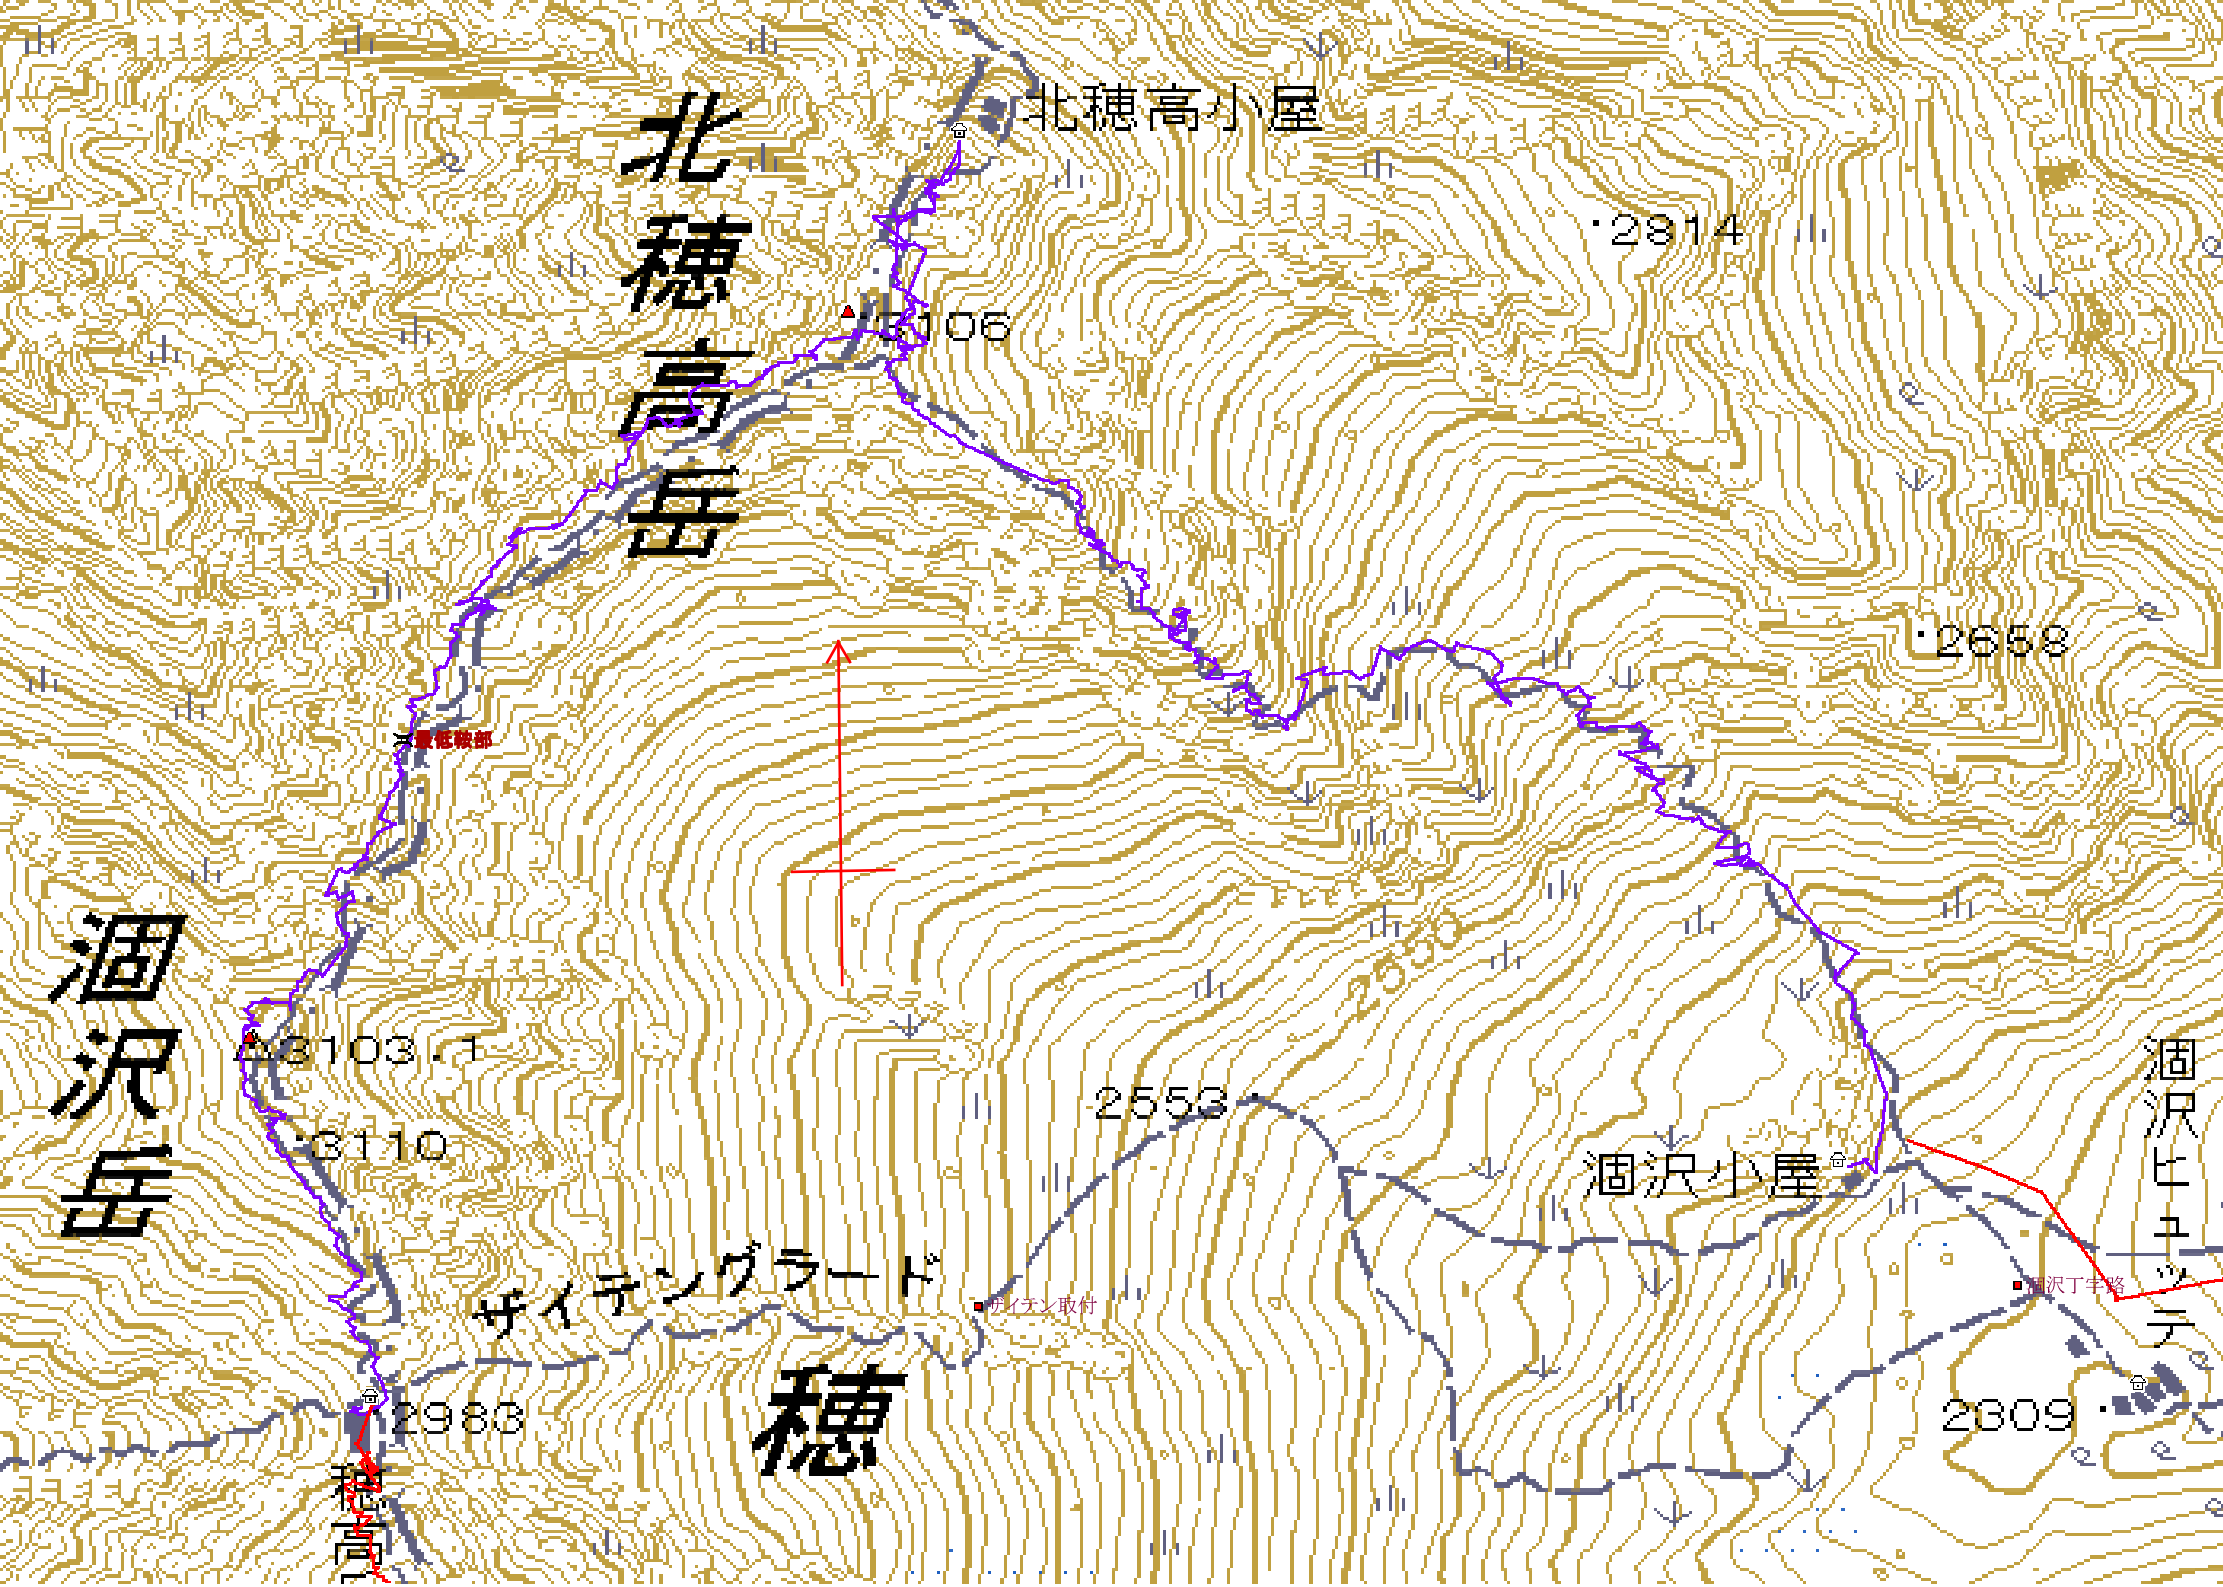 北穂高小屋
北穂高岳
2814
3106
2658
最低鞍部
涸沢岳
3103.1
3110
2550
2553
涸沢小屋
涸沢ヒュッテ
ザイテングラード
ザイテン取付
涸沢丁字路
穂
2983
2309
穂高